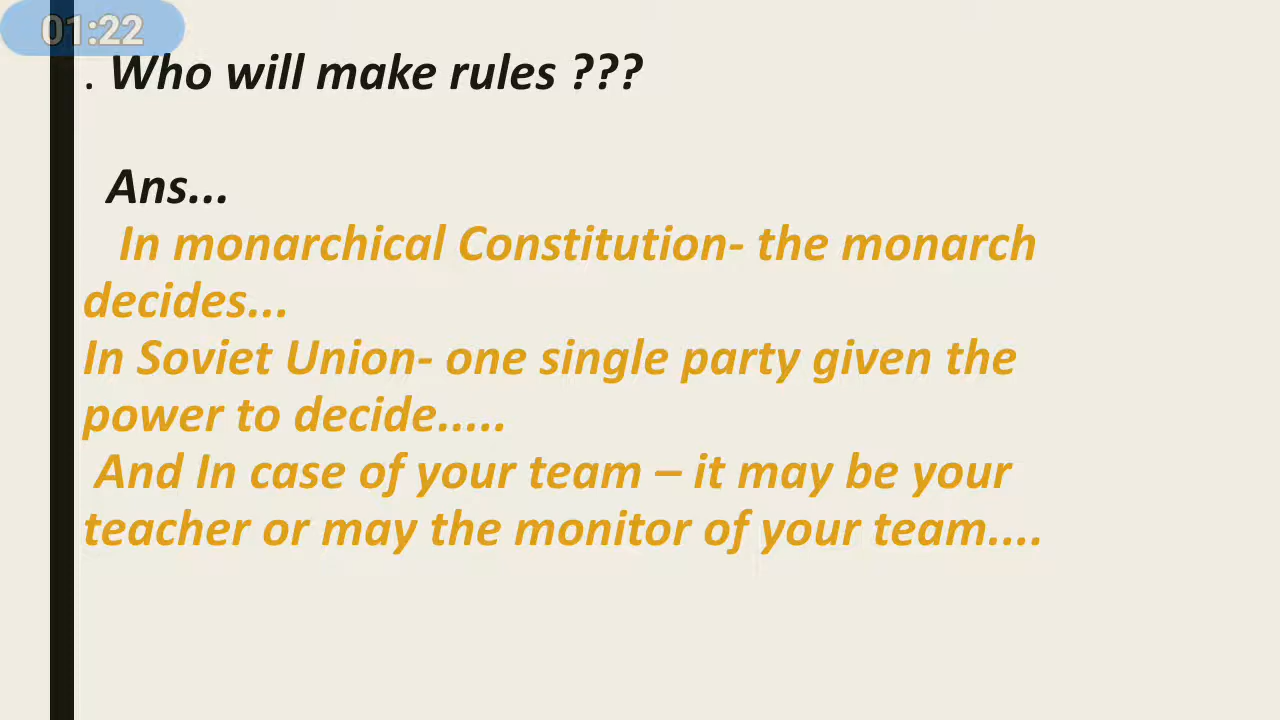 01:22
. Who will make rules ???
Ans...
In monarchical Constitution- the monarch
decides...
In Soviet Union- one single party given the
power to decide.....
And In case of your team – it may be your
teacher or may the monitor of your team....